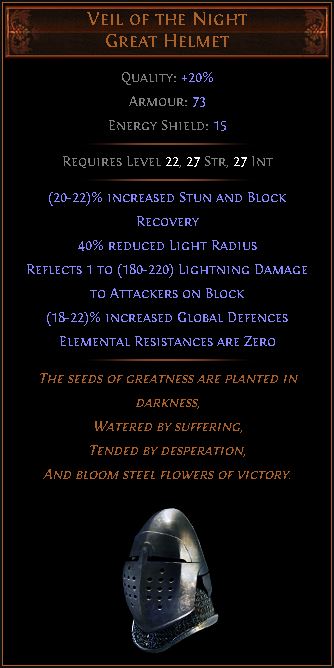 Veil of the Night
Great Helmet
Quality: +20%
Armour: 73
Energy Shield: 15
Requires Level 22, 27 Str, 27 Int
(20-22)% increased Stun and Block
Recovery
40% reduced Light Radius
Reflects 1 to (180-220) Lightning Damage
to Attackers on Block
(18-22)% increased Global Defences
Elemental Resistances are Zero
The seeds of greatness are planted in
darkness,
Watered by suffering,
Tended by desperation,
And bloom steel flowers of victory.